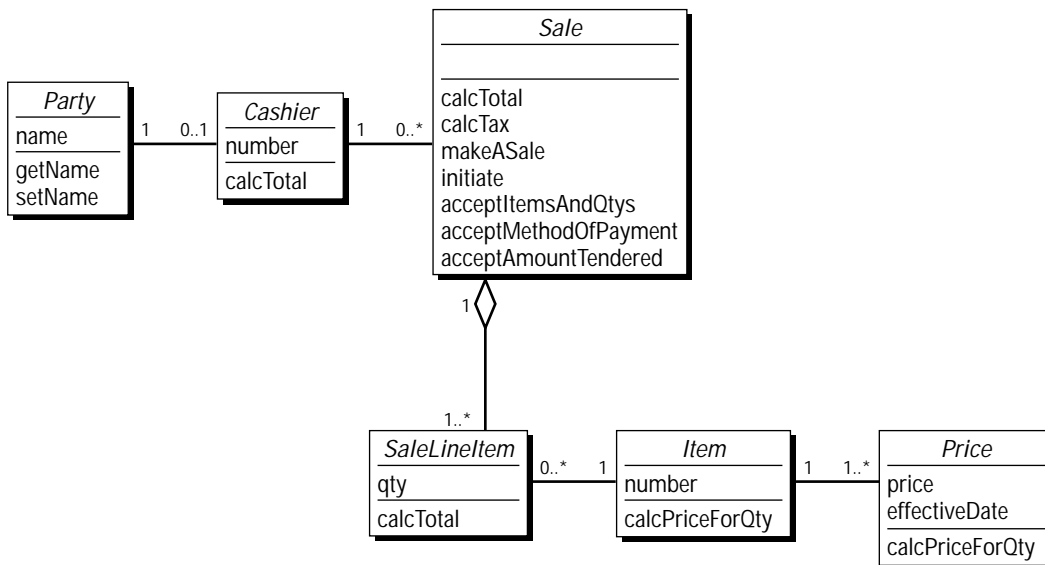 Sale
calcTotal
calcTax
makeASale
initiate
acceptItemsAndQtys
acceptMethodOfPayment
acceptAmountTendered
Party
name
getName
setName
1
0..1
Cashier
number
calcTotal
1
0..*
1
1..*
SaleLineItem
qty
calcTotal
0..*
1
Item
number
calcPriceForQty
1
1..*
Price
price
effectiveDate
calcPriceForQty